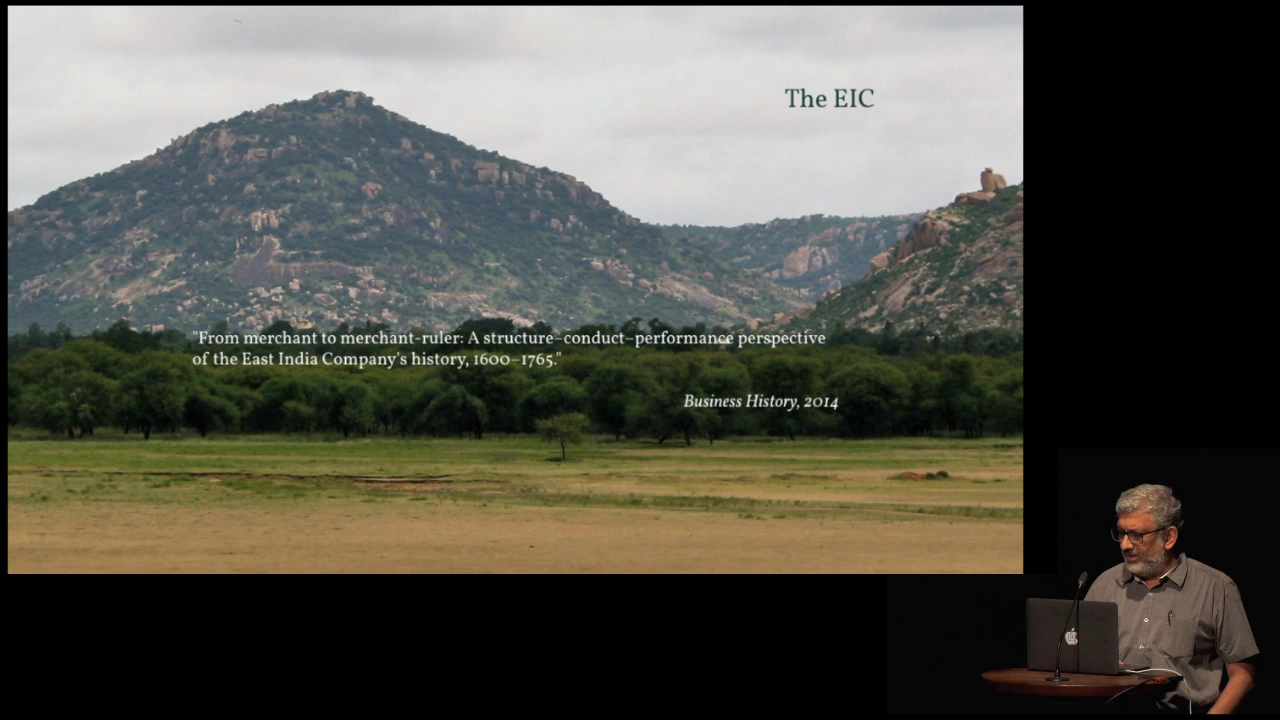 The EIC
"From merchant to merchant-ruler: A structure–conduct–performance perspective
of the East India Company's history, 1600–1765."
Business History, 2014